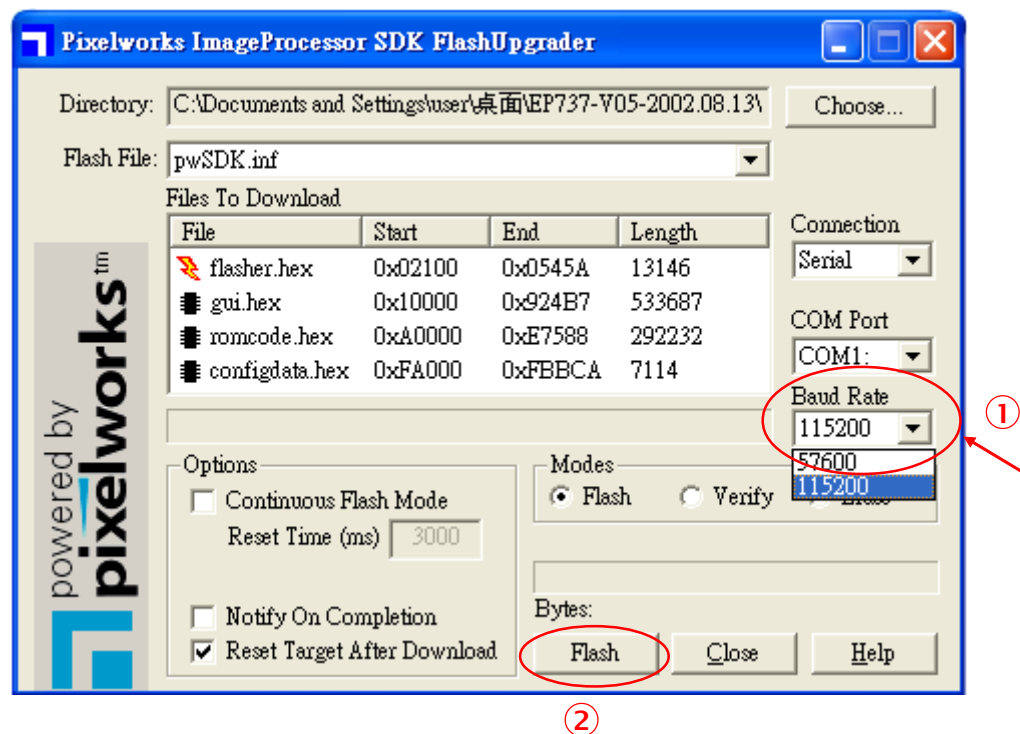 Pixelworks ImageProcessor SDK FlashUpgrader
Directory: C:\Documents and Settings\user\桌面\EP737-V05-2002.08.13\ Choose...
Flash File: pwSDK.inf
Files To Download
File Start End Length
flasher.hex 0x02100 0x0545A 13146
gui.hex 0x10000 0x924B7 533687
romcode.hex 0xA0000 0xE7588 292232
configdata.hex 0xFA000 0xFBBCA 7114
Connection
Serial
COM Port
COM1:
Baud Rate
115200
57600
115200
①
powered by
pixelworks™
Options
Continuous Flash Mode
Reset Time (ms) 3000
Notify On Completion
Reset Target After Download
Modes
Flash Verify
Bytes:
Flash Close Help
②